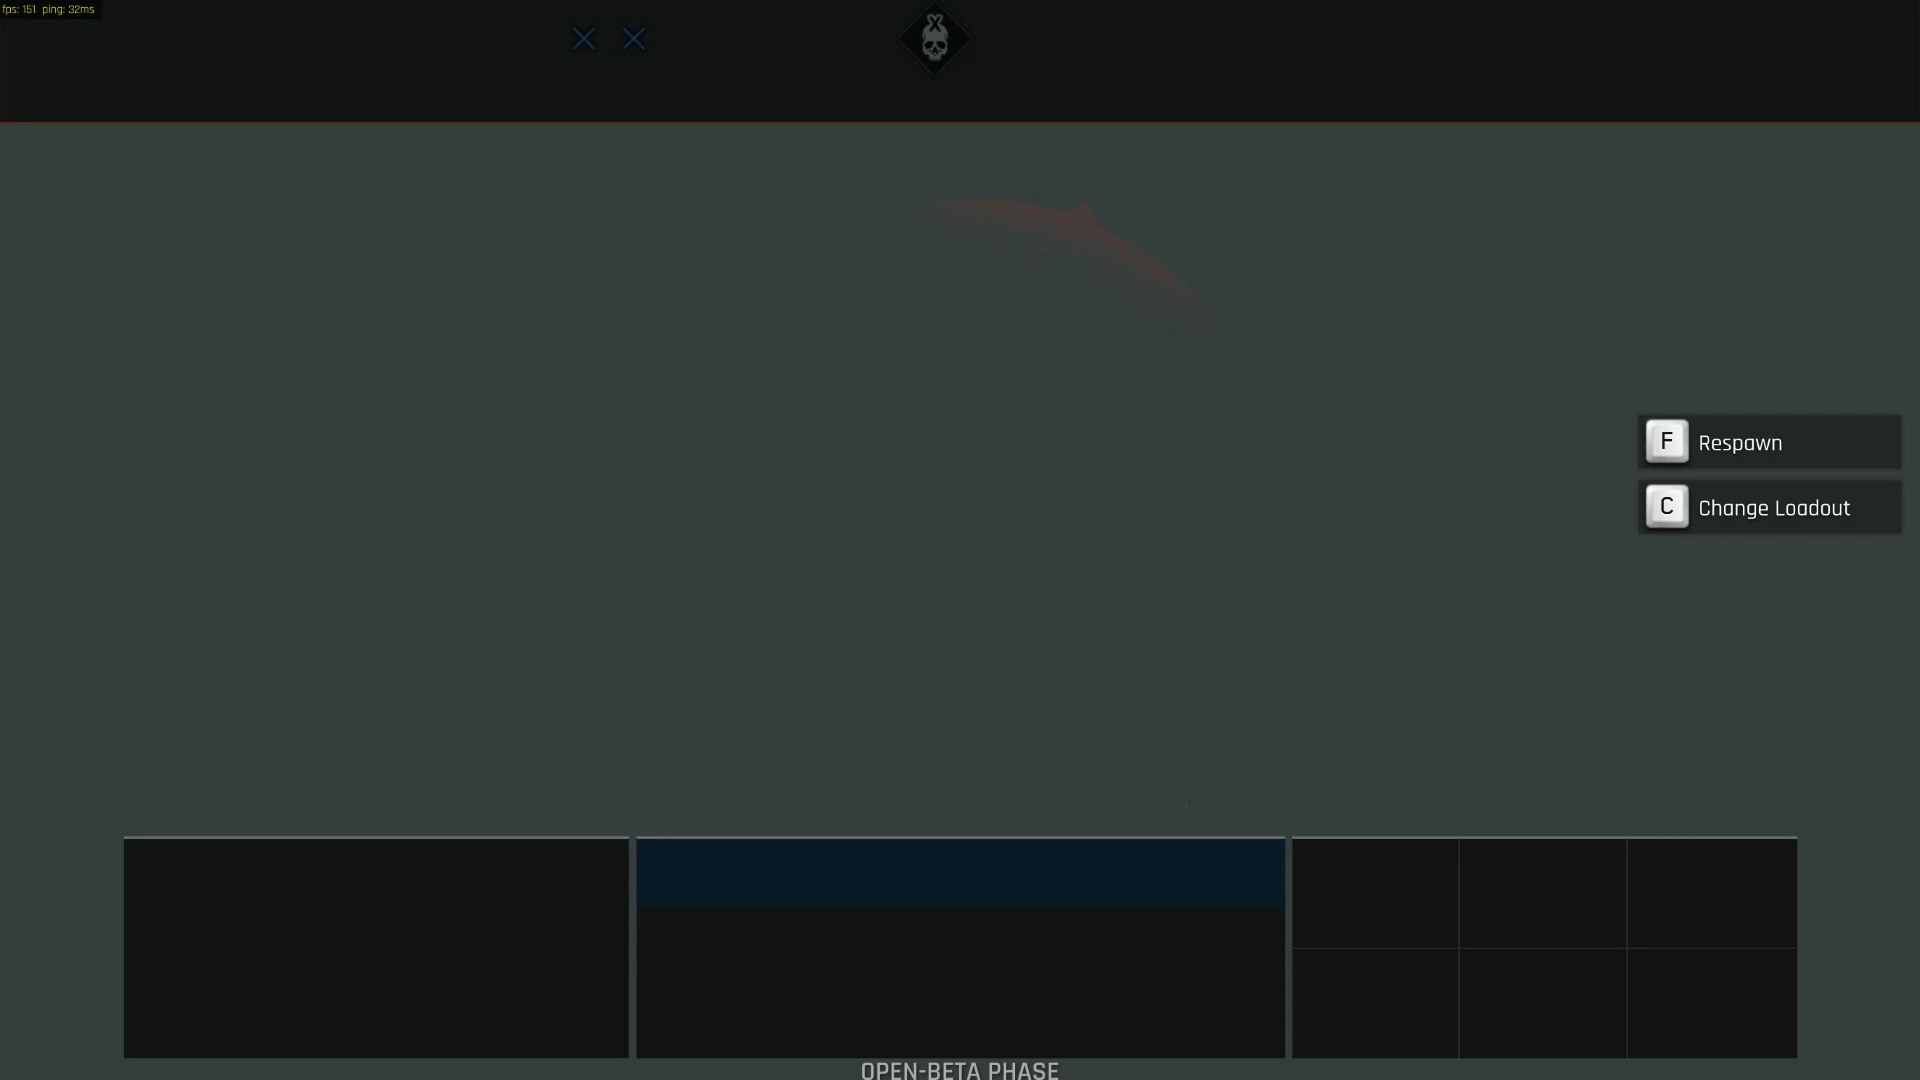 fps: 151 ping: 32ms
F Respawn
C Change Loadout
OPEN-BETA PHASE